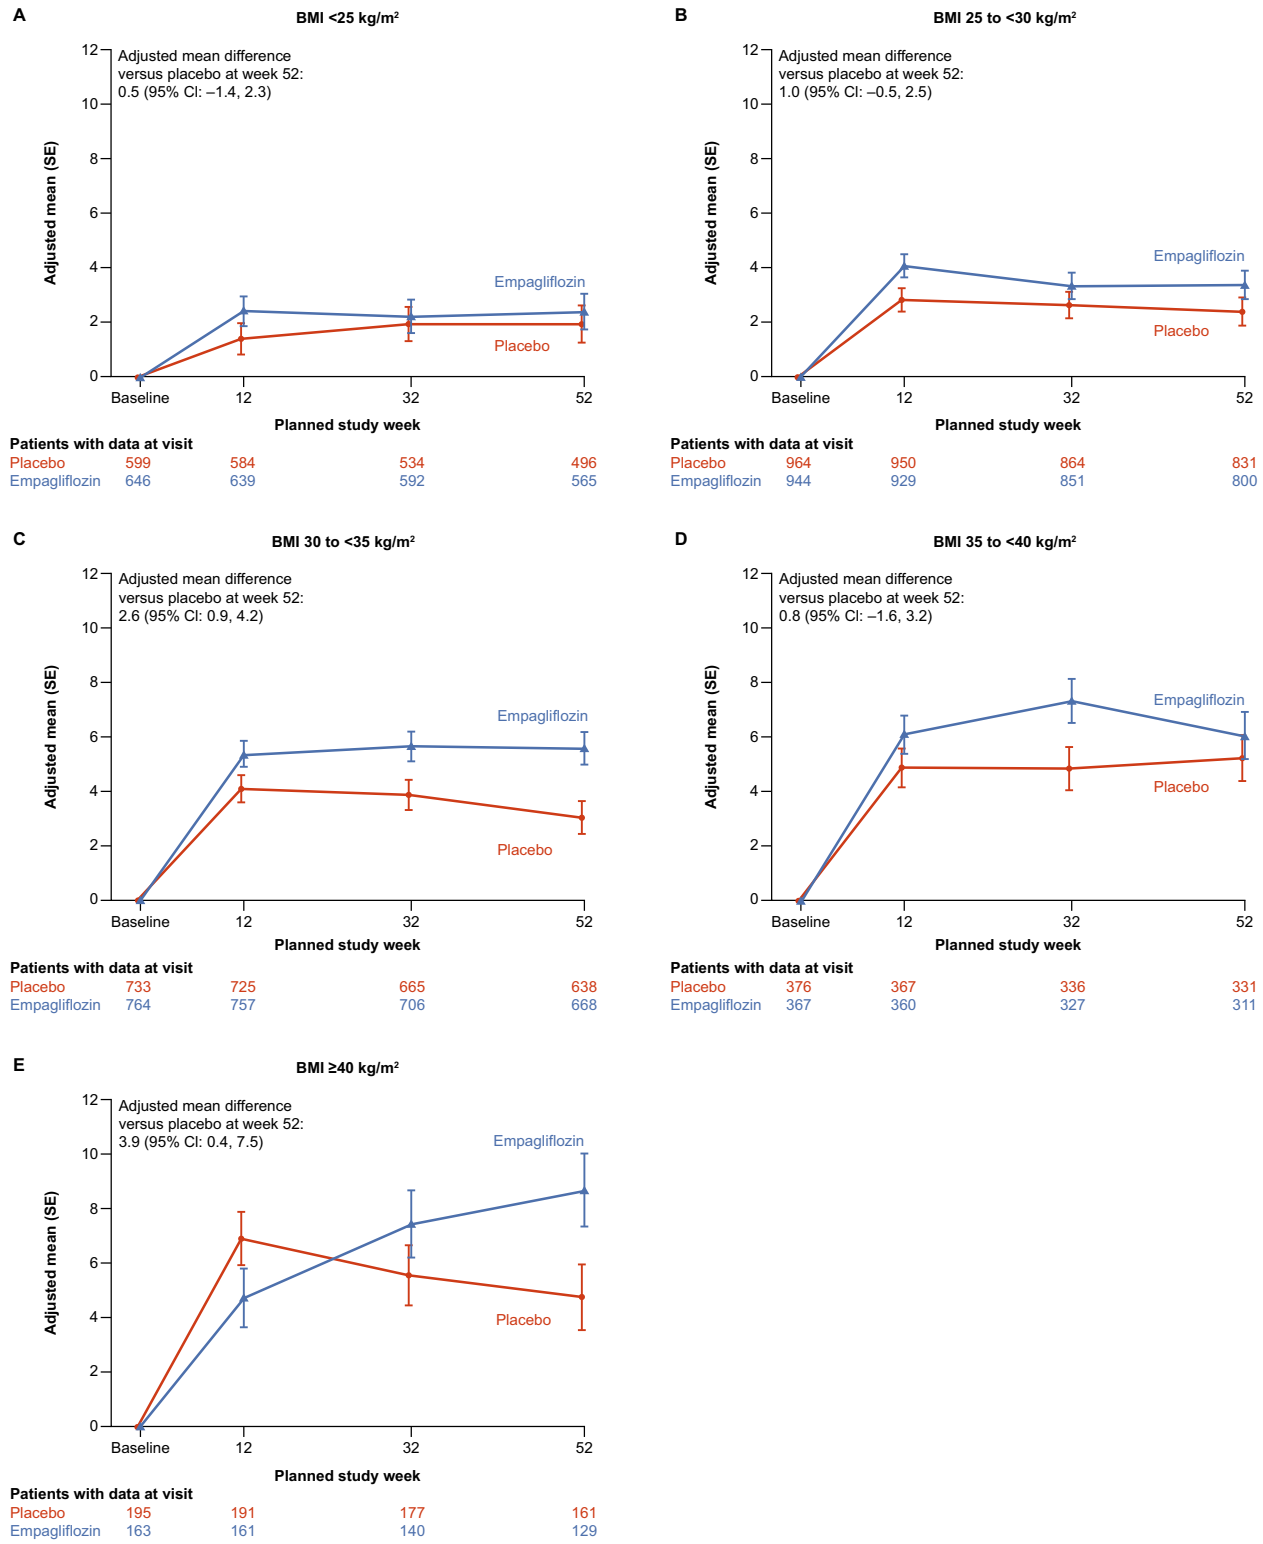 A
BMI <25 kg/m²
Adjusted mean difference
versus placebo at week 52:
0.5 (95% CI: –1.4, 2.3)
Adjusted mean (SE)
12
10
8
6
4
2
0
Empagliflozin
Placebo
Baseline
12
32
52
Planned study week
Patients with data at visit
Placebo 599 584 534 496
Empagliflozin 646 639 592 565
B
BMI 25 to <30 kg/m²
Adjusted mean difference
versus placebo at week 52:
1.0 (95% CI: –0.5, 2.5)
Adjusted mean (SE)
12
10
8
6
4
2
0
Empagliflozin
Placebo
Baseline
12
32
52
Planned study week
Patients with data at visit
Placebo 964 950 864 831
Empagliflozin 944 929 851 800
C
BMI 30 to <35 kg/m²
Adjusted mean difference
versus placebo at week 52:
2.6 (95% CI: 0.9, 4.2)
Adjusted mean (SE)
12
10
8
6
4
2
0
Empagliflozin
Placebo
Baseline
12
32
52
Planned study week
Patients with data at visit
Placebo 733 725 665 638
Empagliflozin 764 757 706 668
D
BMI 35 to <40 kg/m²
Adjusted mean difference
versus placebo at week 52:
0.8 (95% CI: –1.6, 3.2)
Adjusted mean (SE)
12
10
8
6
4
2
0
Empagliflozin
Placebo
Baseline
12
32
52
Planned study week
Patients with data at visit
Placebo 376 367 336 331
Empagliflozin 367 360 327 311
E
BMI ≥40 kg/m²
Adjusted mean difference
versus placebo at week 52:
3.9 (95% CI: 0.4, 7.5)
Adjusted mean (SE)
12
10
8
6
4
2
0
Empagliflozin
Placebo
Baseline
12
32
52
Planned study week
Patients with data at visit
Placebo 195 191 177 161
Empagliflozin 163 161 140 129